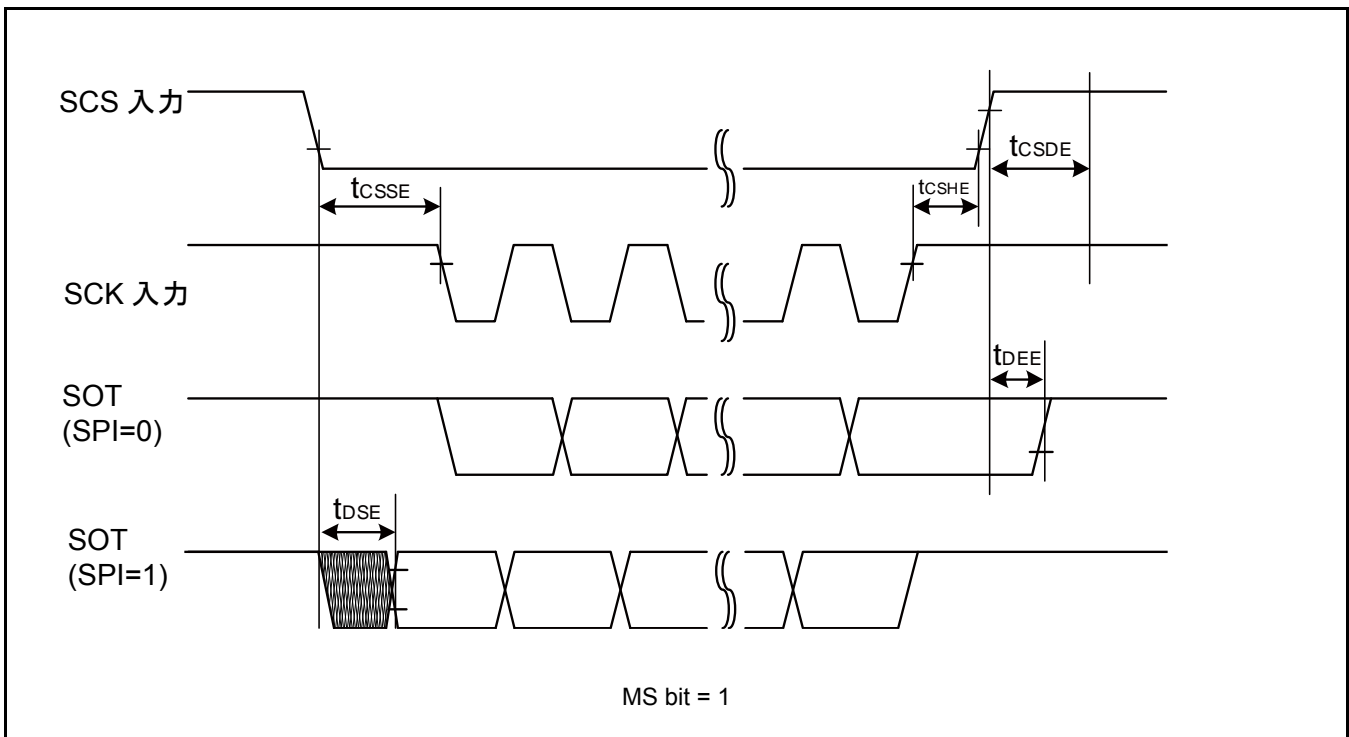 SCS 入力
tCSDE
tCSSE
tCSHE
SCK 入力
tDEE
SOT
(SPI=0)
tDSE
SOT
(SPI=1)
MS bit = 1